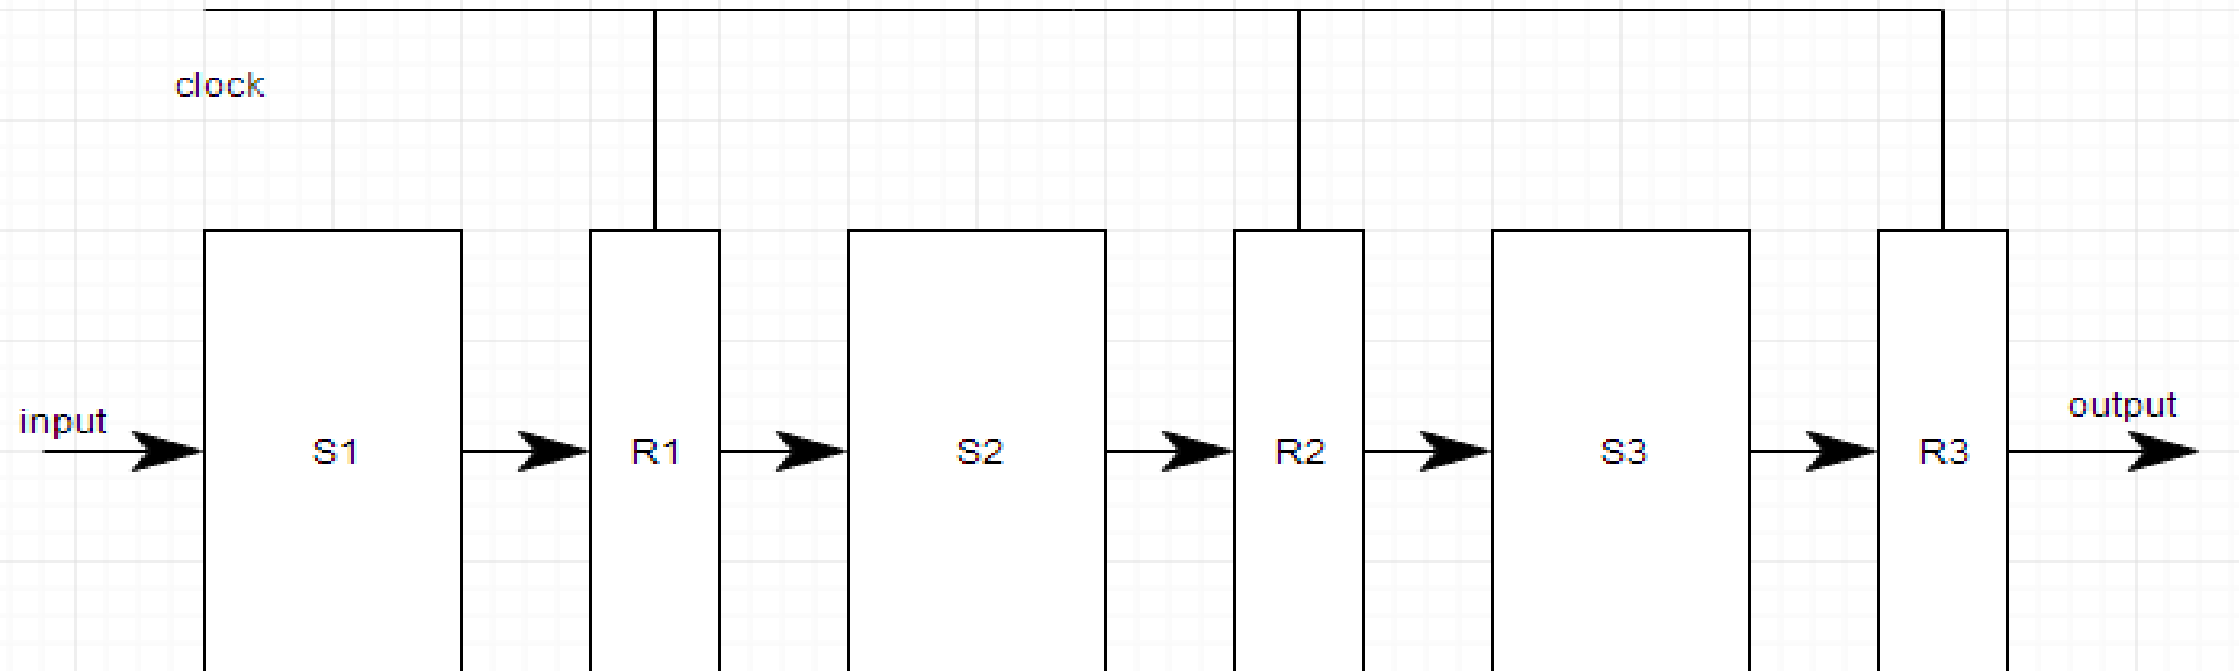 clock
input
S1
R1
S2
R2
S3
R3
output